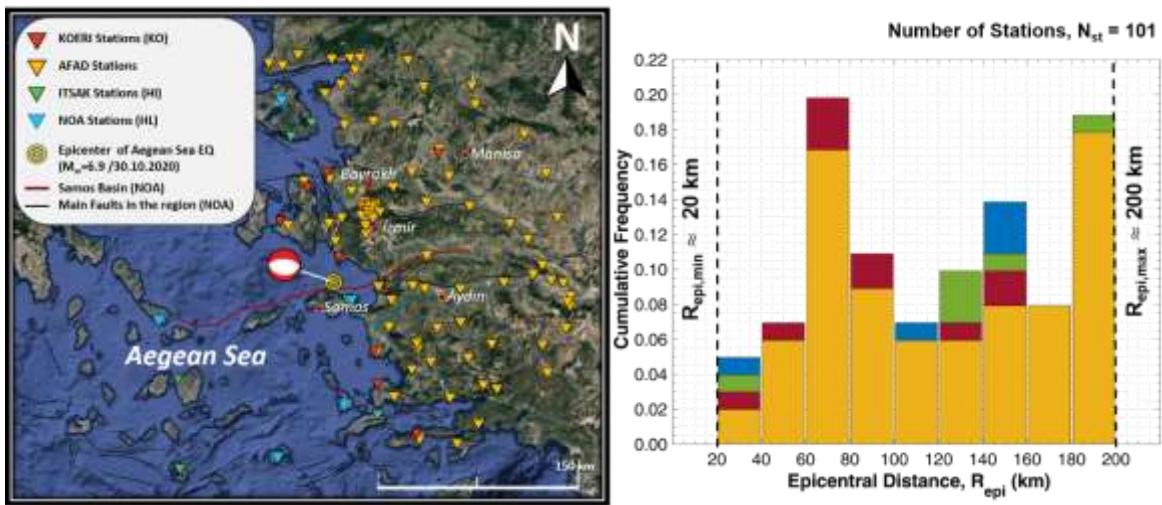 KOERI Stations (KO)
AFAD Stations
ITSAK Stations (HI)
NOA Stations (HL)
Epicenter of Aegean Sea EQ
(Mw=6.9 /30.10.2020)
Samos Basin (NOA)
Main Faults in the region (NOA)
N
Manisa
Bayraklı
İzmir
Aydın
Samos
Aegean Sea
150 km
Number of Stations, Nst = 101
Cumulative Frequency
0.22
0.20
0.18
0.16
0.14
0.12
0.10
0.08
0.06
0.04
0.02
0.00
Repi,min ≈ 20 km
Repi,max ≈ 200 km
20 40 60 80 100 120 140 160 180 200
Epicentral Distance, Repi (km)